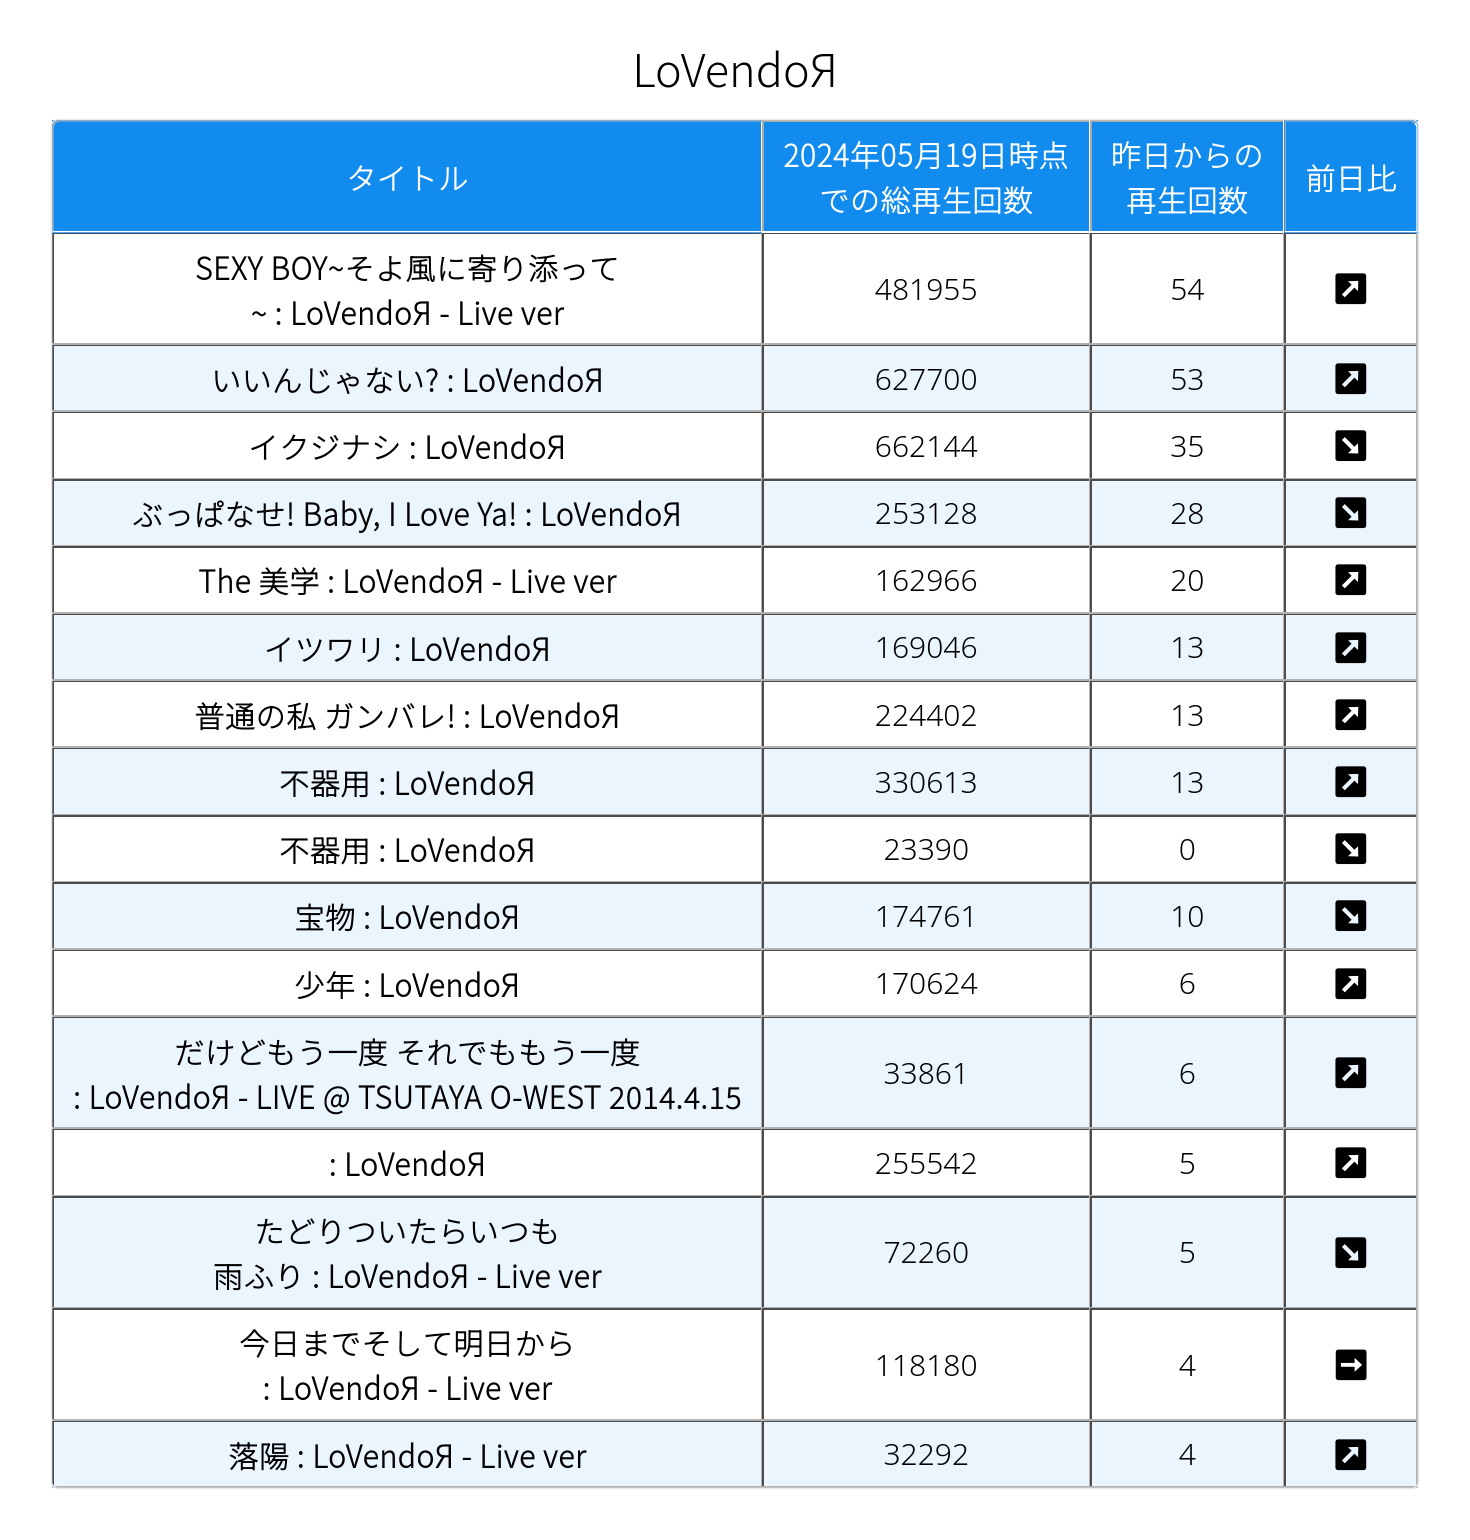 LoVendoЯ
タイトル
2024年05月19日時点
での総再生回数
昨日からの
再生回数
前日比
SEXY BOY~そよ風に寄り添って
~ : LoVendoЯ - Live ver
481955
54
いいんじゃない? : LoVendoЯ
627700
53
イクジナシ : LoVendoЯ
662144
35
ぶっぱなせ! Baby, I Love Ya! : LoVendoЯ
253128
28
The 美学 : LoVendoЯ - Live ver
162966
20
イツワリ : LoVendoЯ
169046
13
普通の私 ガンバレ! : LoVendoЯ
224402
13
不器用 : LoVendoЯ
330613
13
不器用 : LoVendoЯ
23390
0
宝物 : LoVendoЯ
174761
10
少年 : LoVendoЯ
170624
6
だけどもう一度 それでももう一度
: LoVendoЯ - LIVE @ TSUTAYA O-WEST 2014.4.15
33861
6
: LoVendoЯ
255542
5
たどりついたらいつも
雨ふり : LoVendoЯ - Live ver
72260
5
今日までそして明日から
: LoVendoЯ - Live ver
118180
4
落陽 : LoVendoЯ - Live ver
32292
4